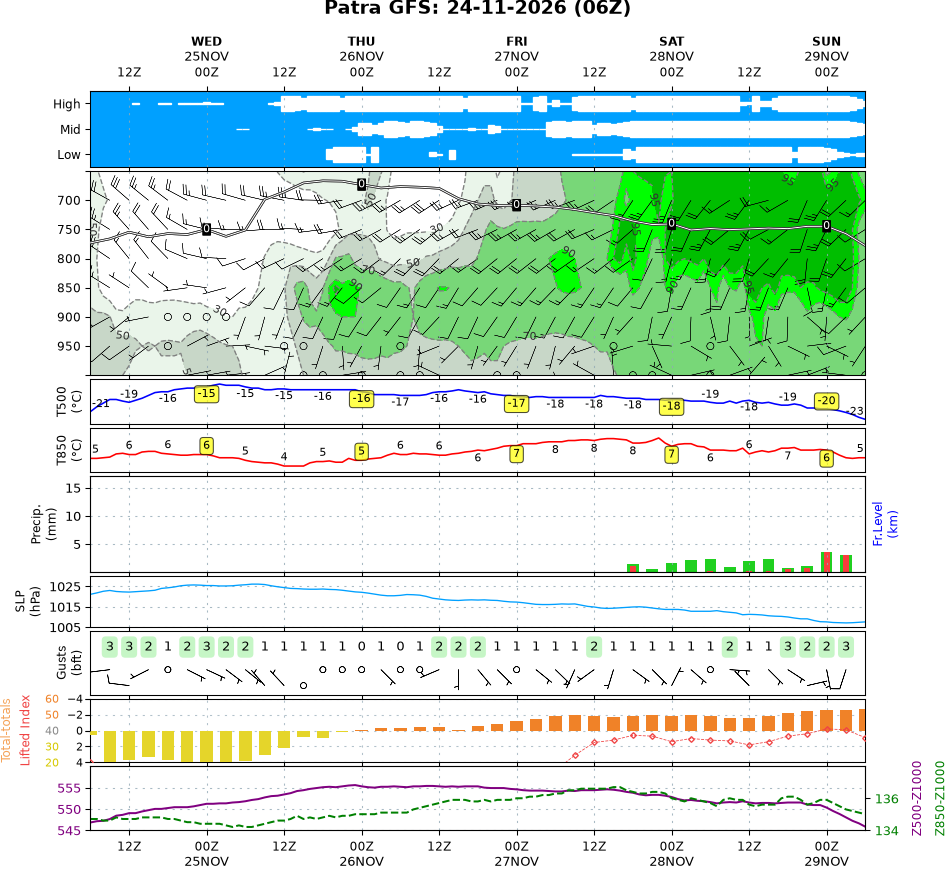 Patra GFS: 24-11-2026 (06Z)
WED THU FRI SAT SUN
25NOV 26NOV 27NOV 28NOV 29NOV
12Z 00Z 12Z 00Z 12Z 00Z 12Z 00Z 12Z 00Z
High
Mid
Low
700
750
800
850
900
950
0 0 0 0 0
50 30 50 30 50 70 90 90 70 95 95 90 95 95
T500
(°C)
-21 -19 -16 -15 -15 -15 -16 -16 -17 -16 -16 -17 -18 -18 -18 -18 -19 -18 -19 -20 -23
T850
(°C)
5 6 6 6 5 4 5 5 6 6 6 7 8 8 8 7 6 6 7 6 5
Precip.
(mm)
15
10
5
Fr.Level
(km)
SLP
(hPa)
1025
1015
1005
Gusts
(bft)
3 3 2 1 2 3 2 2 1 1 1 1 1 0 1 0 1 2 2 2 1 1 1 1 1 2 1 1 1 1 1 1 2 1 1 3 2 2 3
Total-totals
Lifted Index
60 −4
50 −2
40 0
30 2
20 4
555
550
545
136
134
Z500-Z1000
Z850-Z1000
12Z 00Z 12Z 00Z 12Z 00Z 12Z 00Z 12Z 00Z
25NOV 26NOV 27NOV 28NOV 29NOV